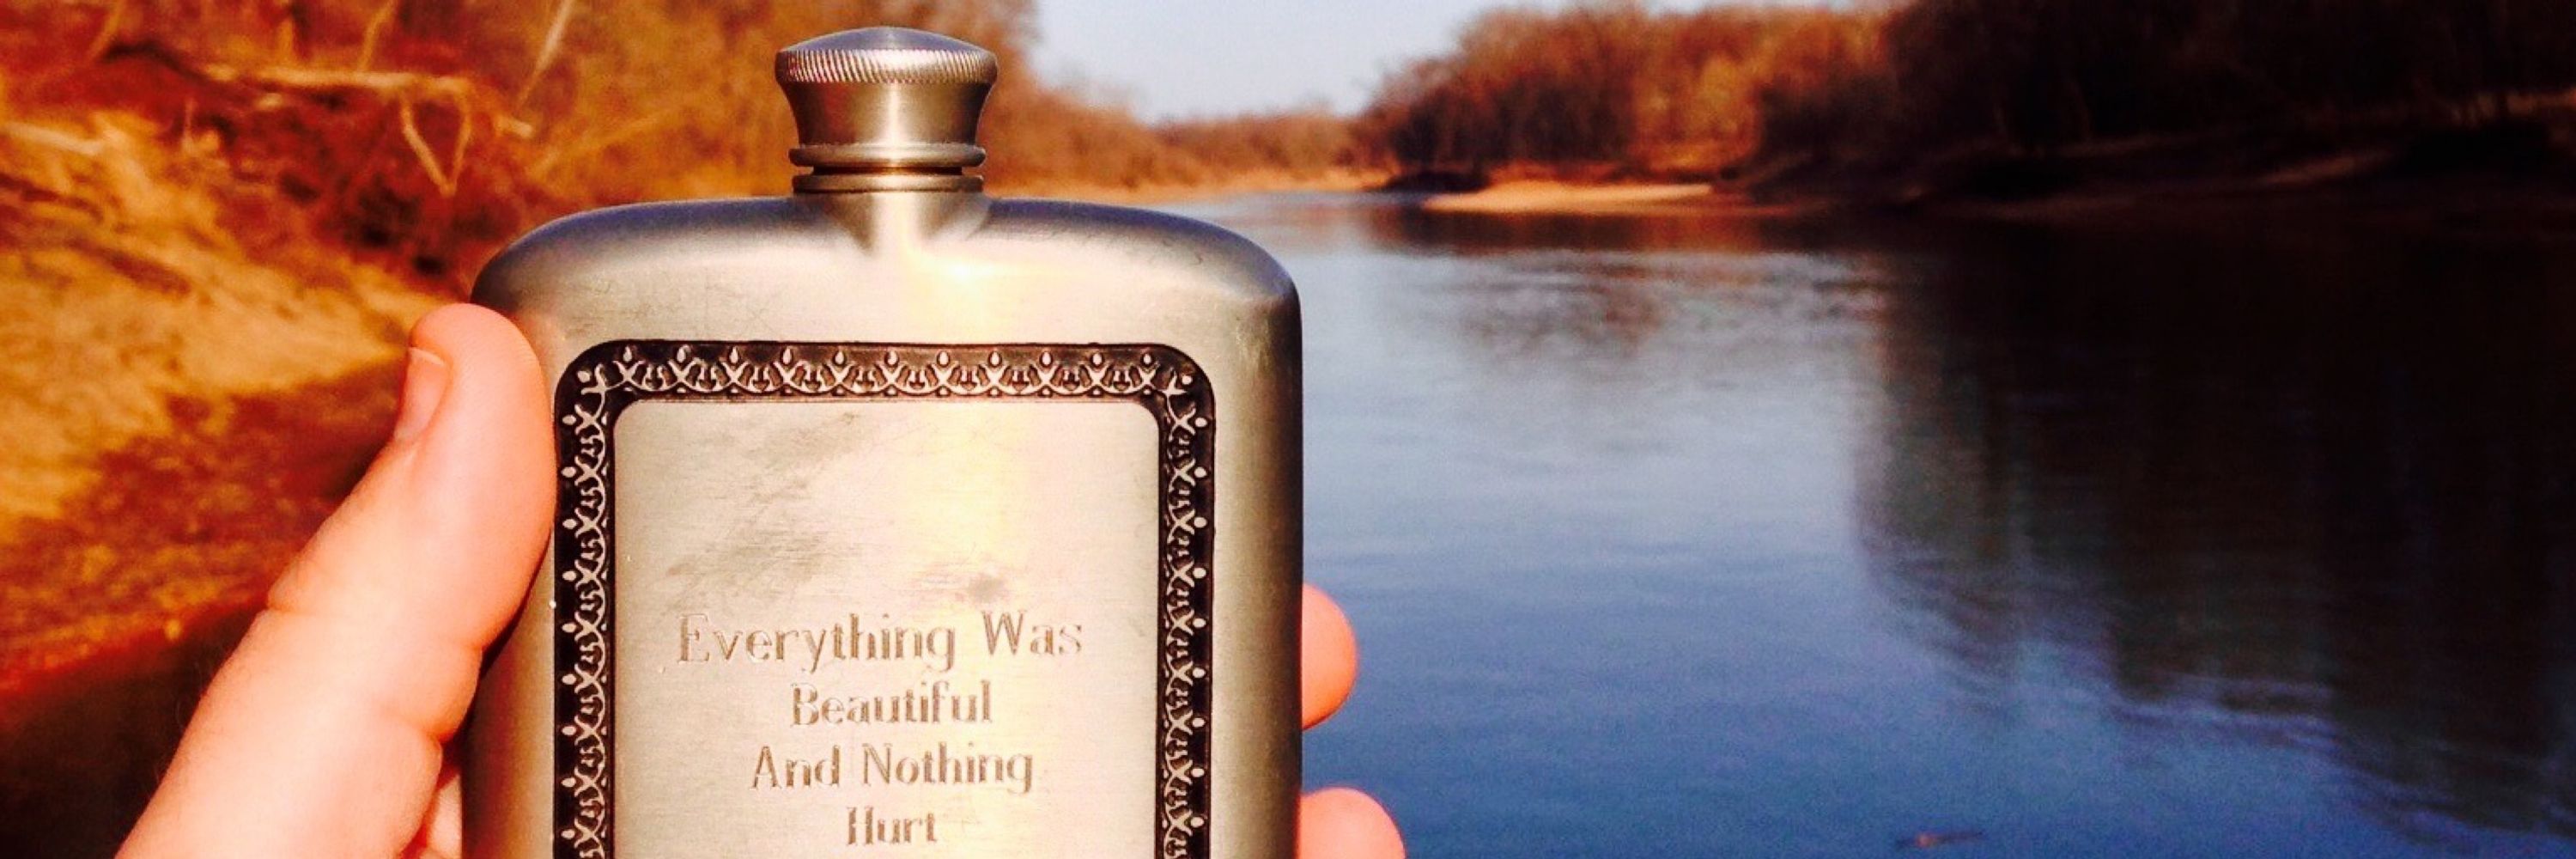 Everything Was
Beautiful
And Nothing
Hurt